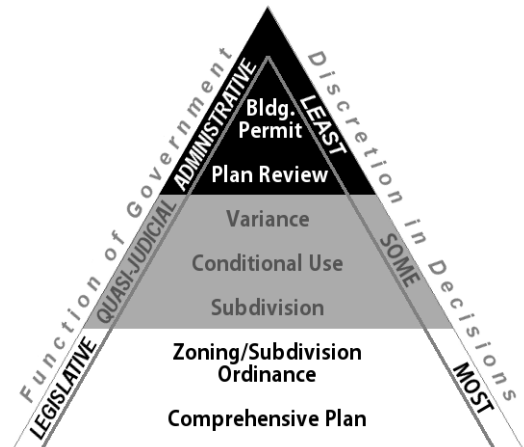 Function of Government
Discretion in Decisions
ADMINISTRATIVE
LEAST
Bldg.
Permit
Plan Review
QUASI-JUDICIAL
SOME
Variance
Conditional Use
Subdivision
LEGISLATIVE
MOST
Zoning/Subdivision
Ordinance
Comprehensive Plan